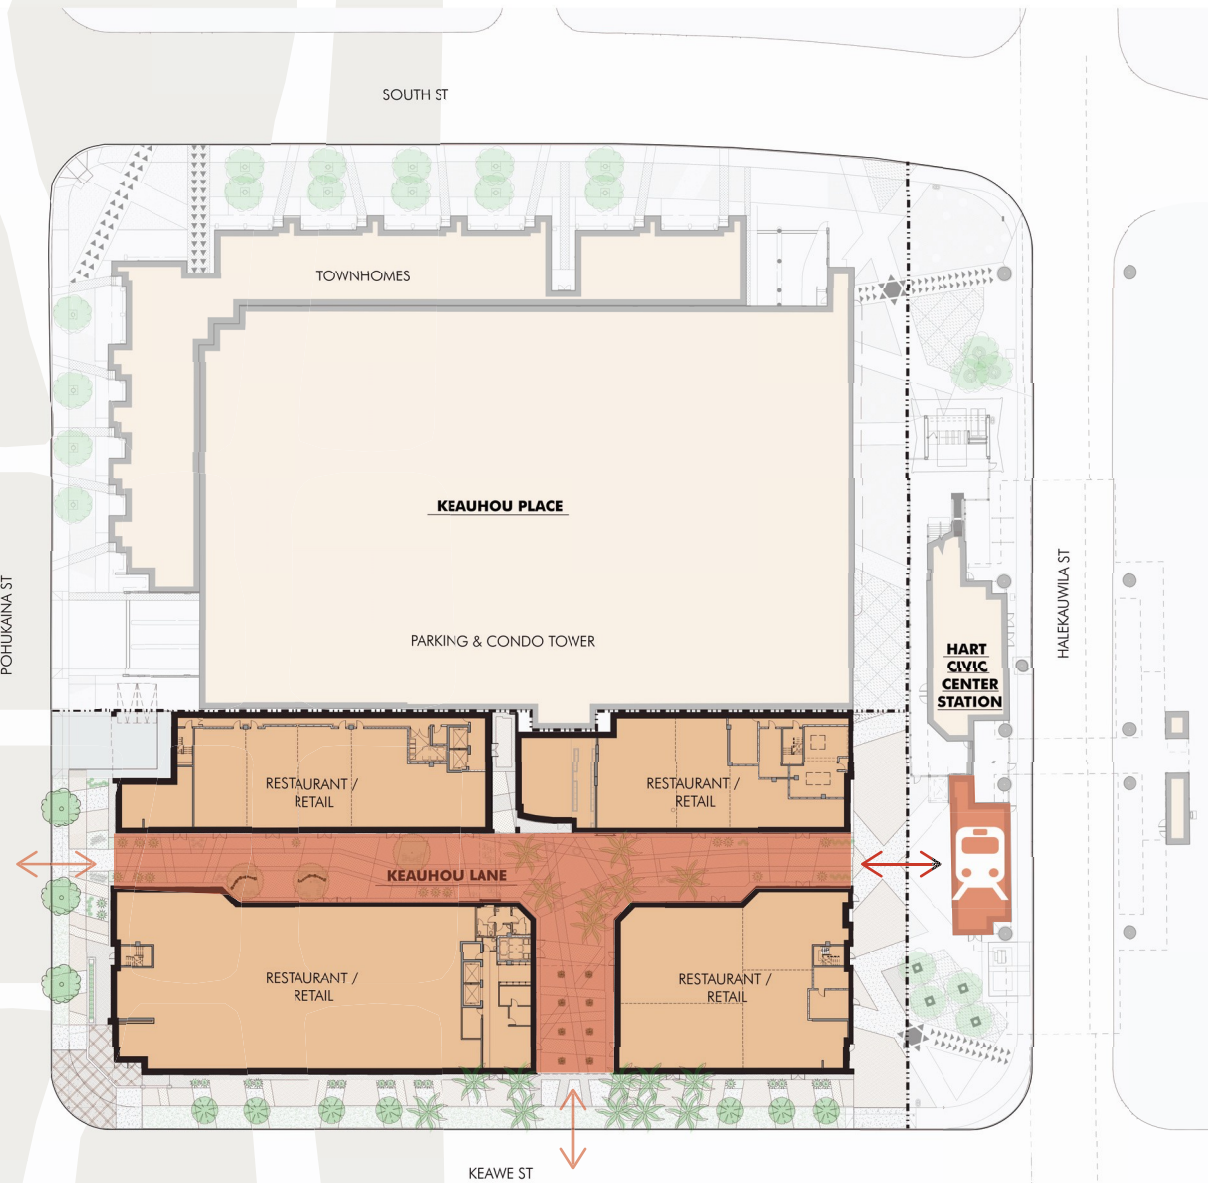 SOUTH ST
TOWNHOMES
KEAUHOU PLACE
PARKING & CONDO TOWER
POHUKAINA ST
HALEKAUWILA ST
HART
CIVIC
CENTER
STATION
RESTAURANT /
RETAIL
RESTAURANT /
RETAIL
KEAUHOU LANE
RESTAURANT /
RETAIL
RESTAURANT /
RETAIL
KEAWE ST